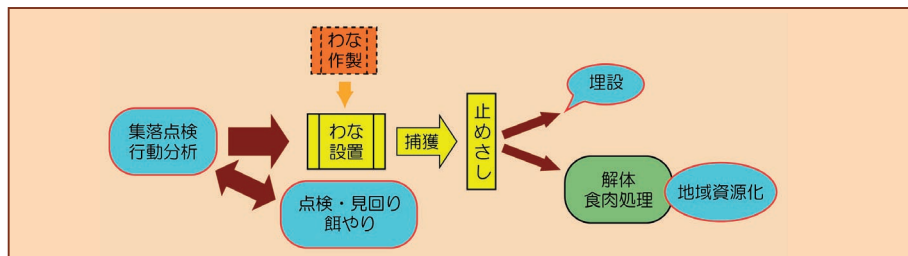 わな
作製
集落点検
行動分析
わな
設置
捕獲
止めさし
埋設
点検・見回り
餌やり
解体
食肉処理
地域資源化